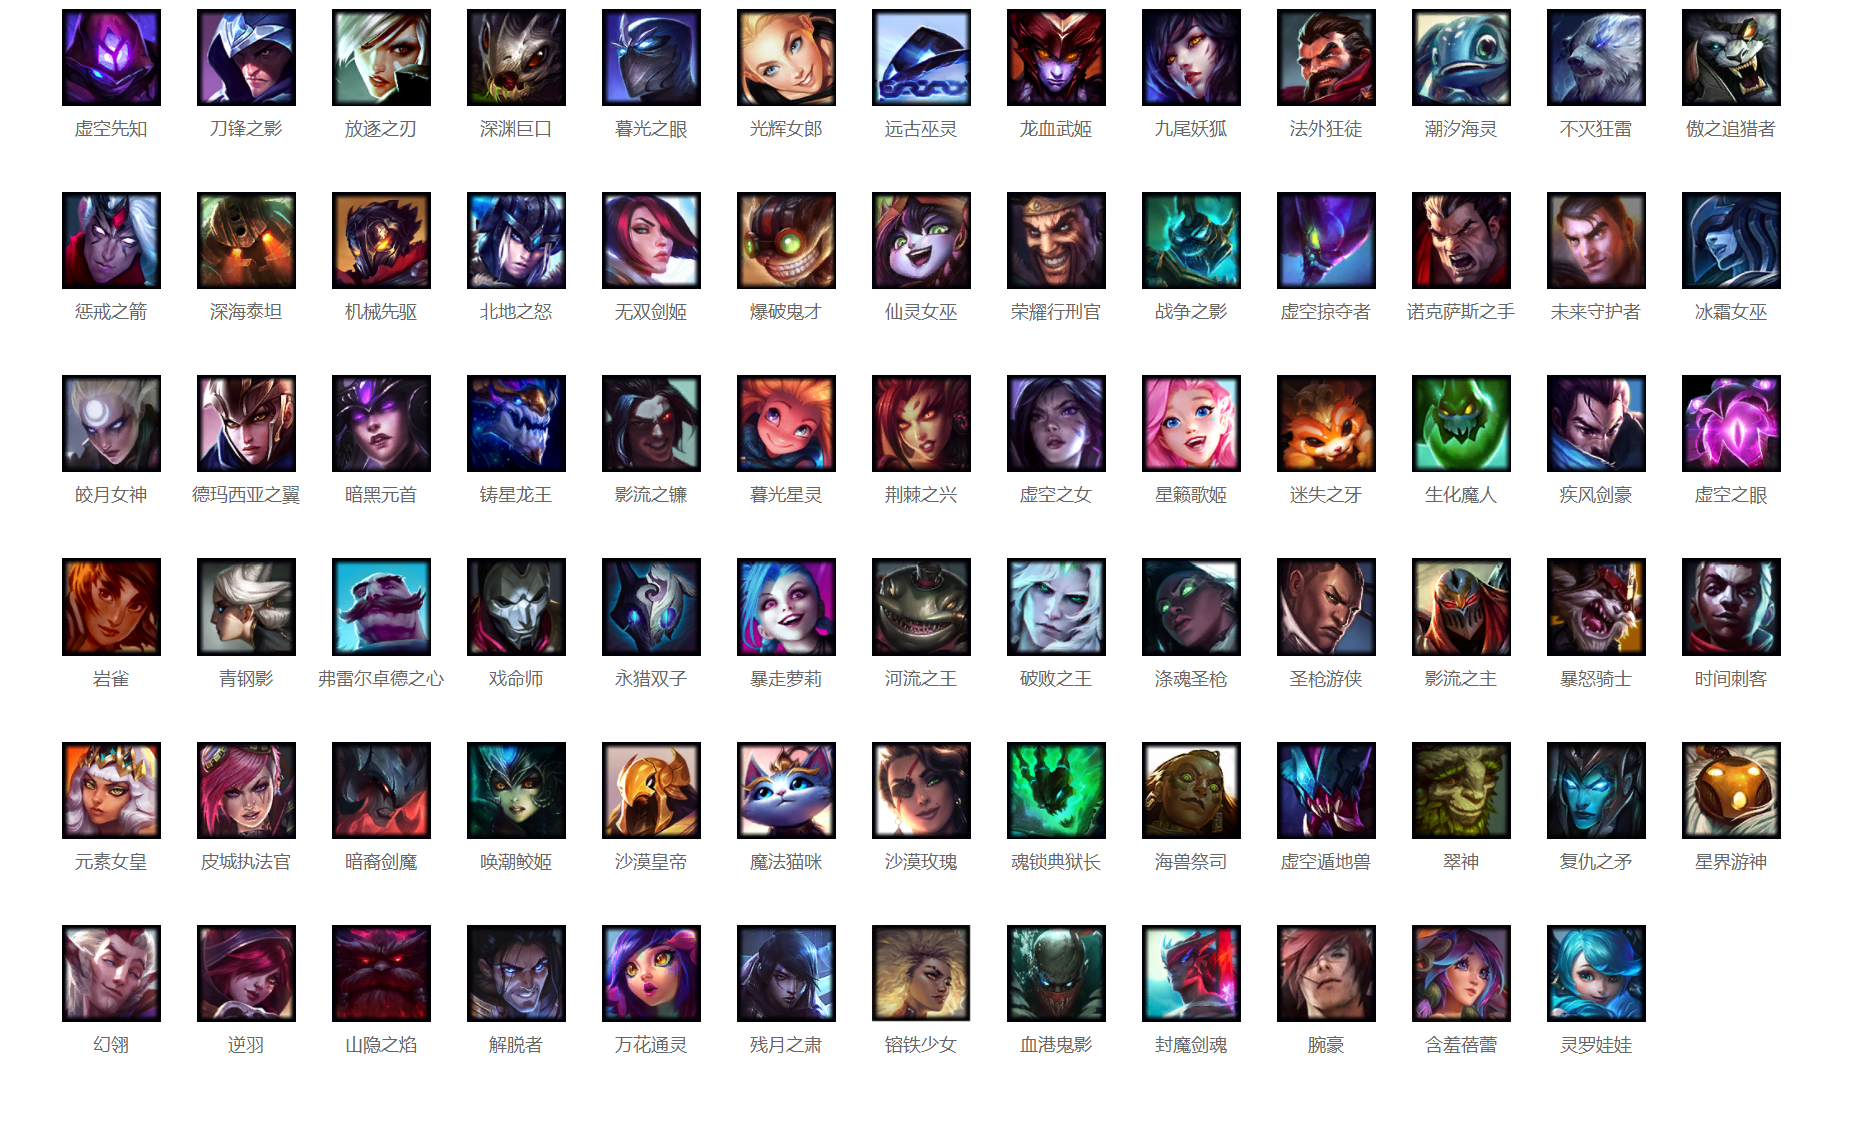 虚空先知 刀锋之影 放逐之刃 深渊巨口 暮光之眼 光辉女郎 远古巫灵 龙血武姬 九尾妖狐 法外狂徒 潮汐海灵 不灭狂雷 傲之追猎者
惩戒之箭 深海泰坦 机械先驱 北地之怒 无双剑姬 爆破鬼才 仙灵女巫 荣耀行刑官 战争之影 虚空掠夺者 诺克萨斯之手 未来守护者 冰霜女巫
皎月女神 德玛西亚之翼 暗黑元首 铸星龙王 影流之镰 暮光星灵 荆棘之兴 虚空之女 星籁歌姬 迷失之牙 生化魔人 疾风剑豪 虚空之眼
岩雀 青钢影 弗雷尔卓德之心 戏命师 永猎双子 暴走萝莉 河流之王 破败之王 涤魂圣枪 圣枪游侠 影流之主 暴怒骑士 时间刺客
元素女皇 皮城执法官 暗裔剑魔 唤潮鲛姬 沙漠皇帝 魔法猫咪 沙漠玫瑰 魂锁典狱长 海兽祭司 虚空遁地兽 翠神 复仇之矛 星界游神
幻翎 逆羽 山隐之焰 解脱者 万花通灵 残月之肃 镕铁少女 血港鬼影 封魔剑魂 腕豪 含羞蓓蕾 灵罗娃娃